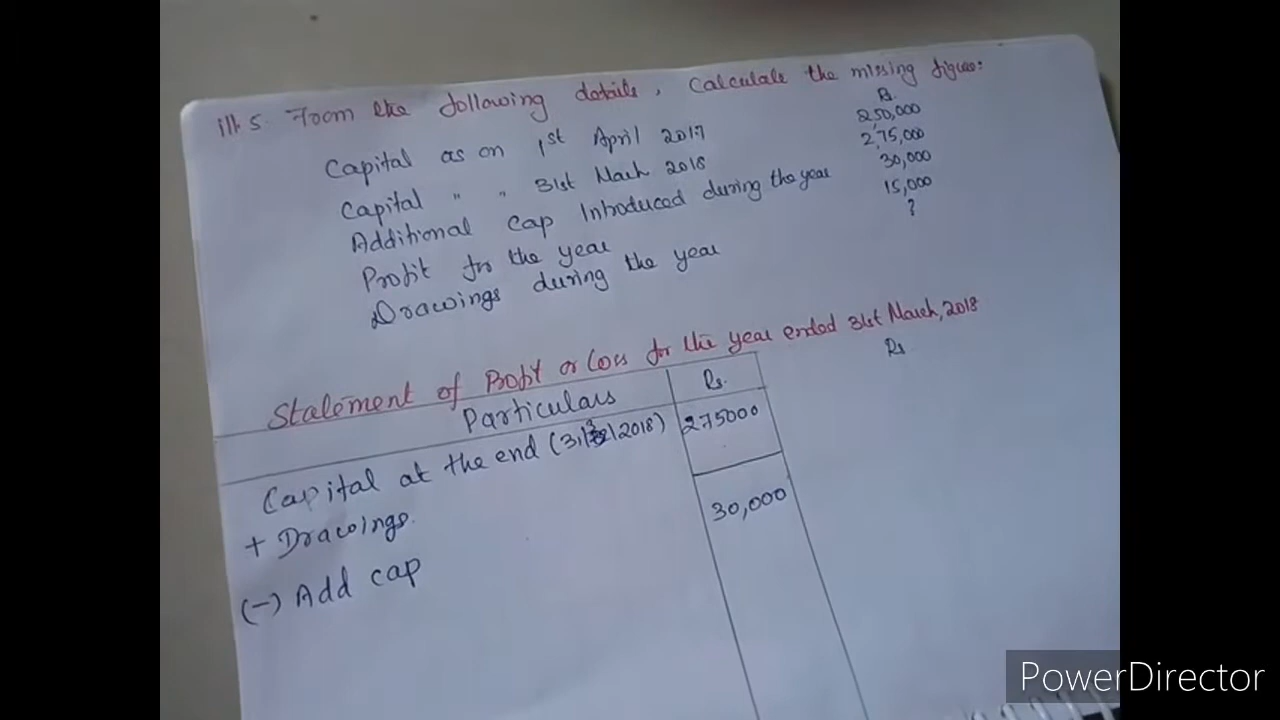 ill. 5. From the following details, Calculate the missing figure:
Rs.
Capital as on 1st April 2017 250,000
Capital " " 31st March 2018 2,75,000
Additional Cap Introduced during the year 30,000
Profit for the year 15,000
Drawings during the year ?
Statement of Profit or Loss for the year ended 31st March, 2018
Particulars Rs. Rs
Capital at the end (31/3/2018) 275000
+ Drawings.
(-) Add cap 30,000
PowerDirector